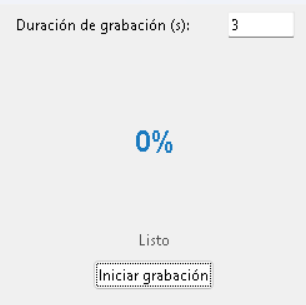 Duración de grabación (s): 3
0%
Listo
Iniciar grabación